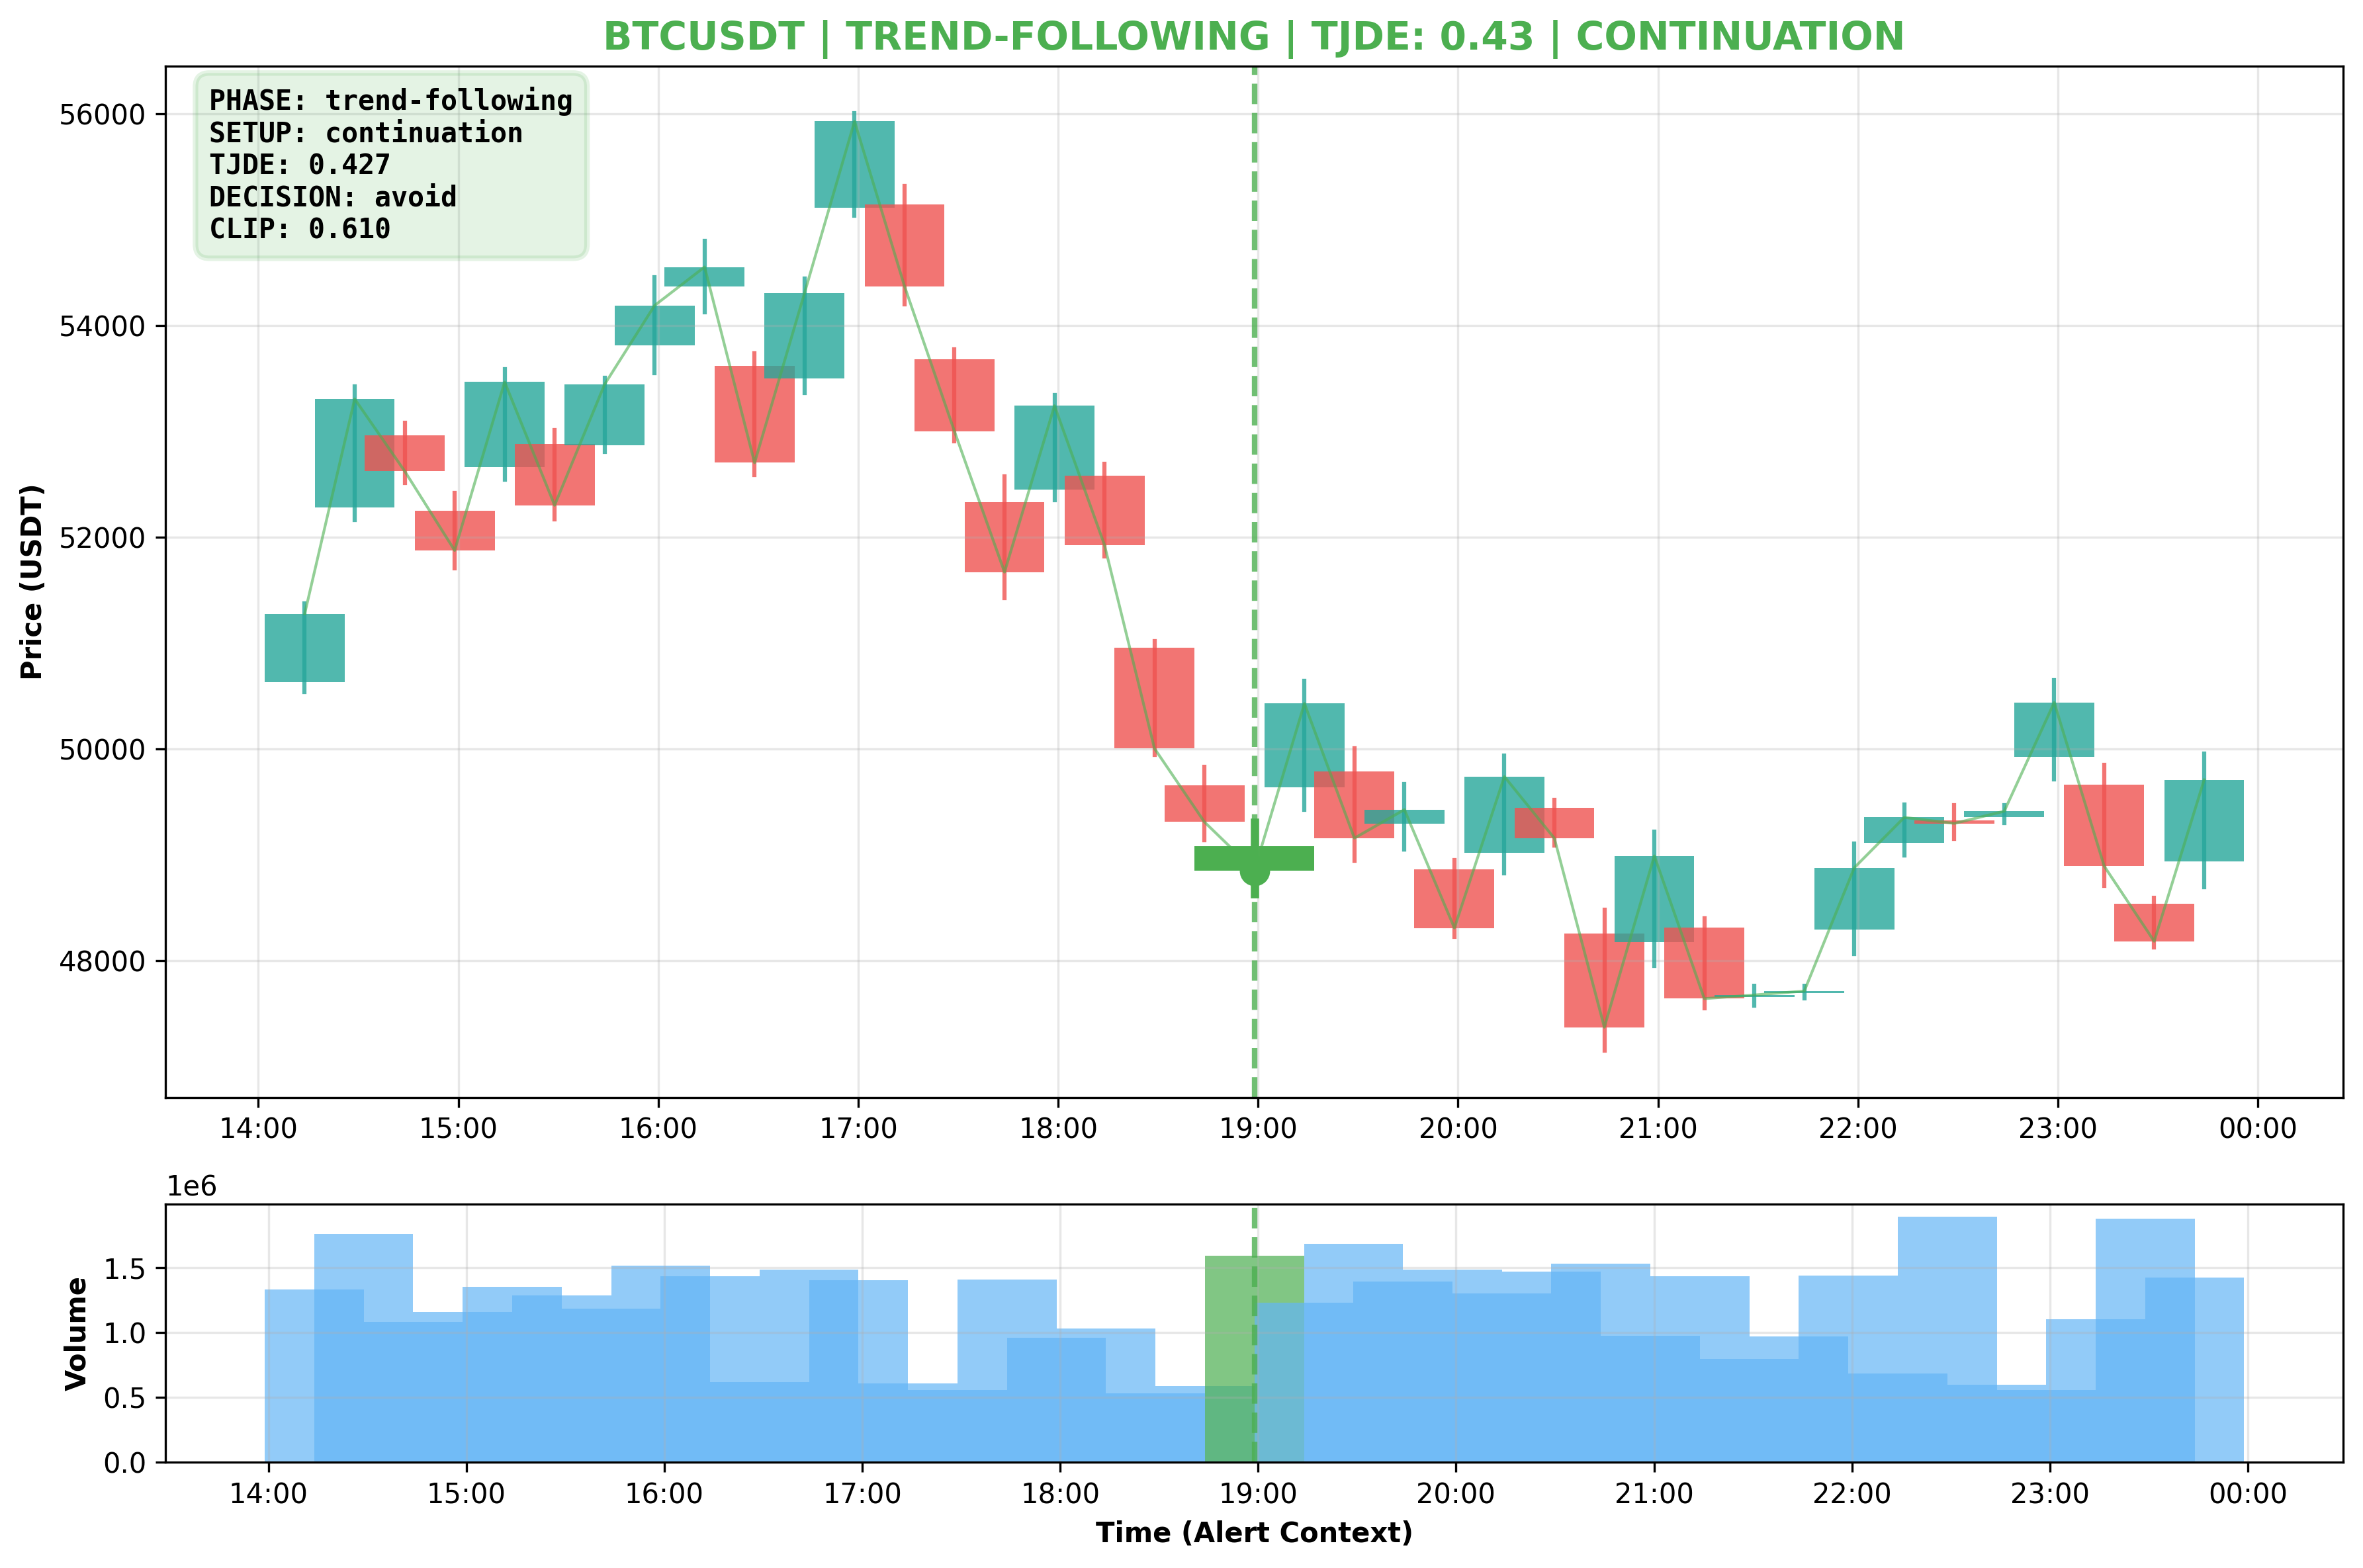 BTCUSDT | TREND-FOLLOWING | TJDE: 0.43 | CONTINUATION
PHASE: trend-following
SETUP: continuation
TJDE: 0.427
DECISION: avoid
CLIP: 0.610
Price (USDT)
56000
54000
52000
50000
48000
14:00 15:00 16:00 17:00 18:00 19:00 20:00 21:00 22:00 23:00 00:00
1e6
Volume
1.5
1.0
0.5
0.0
14:00 15:00 16:00 17:00 18:00 19:00 20:00 21:00 22:00 23:00 00:00
Time (Alert Context)